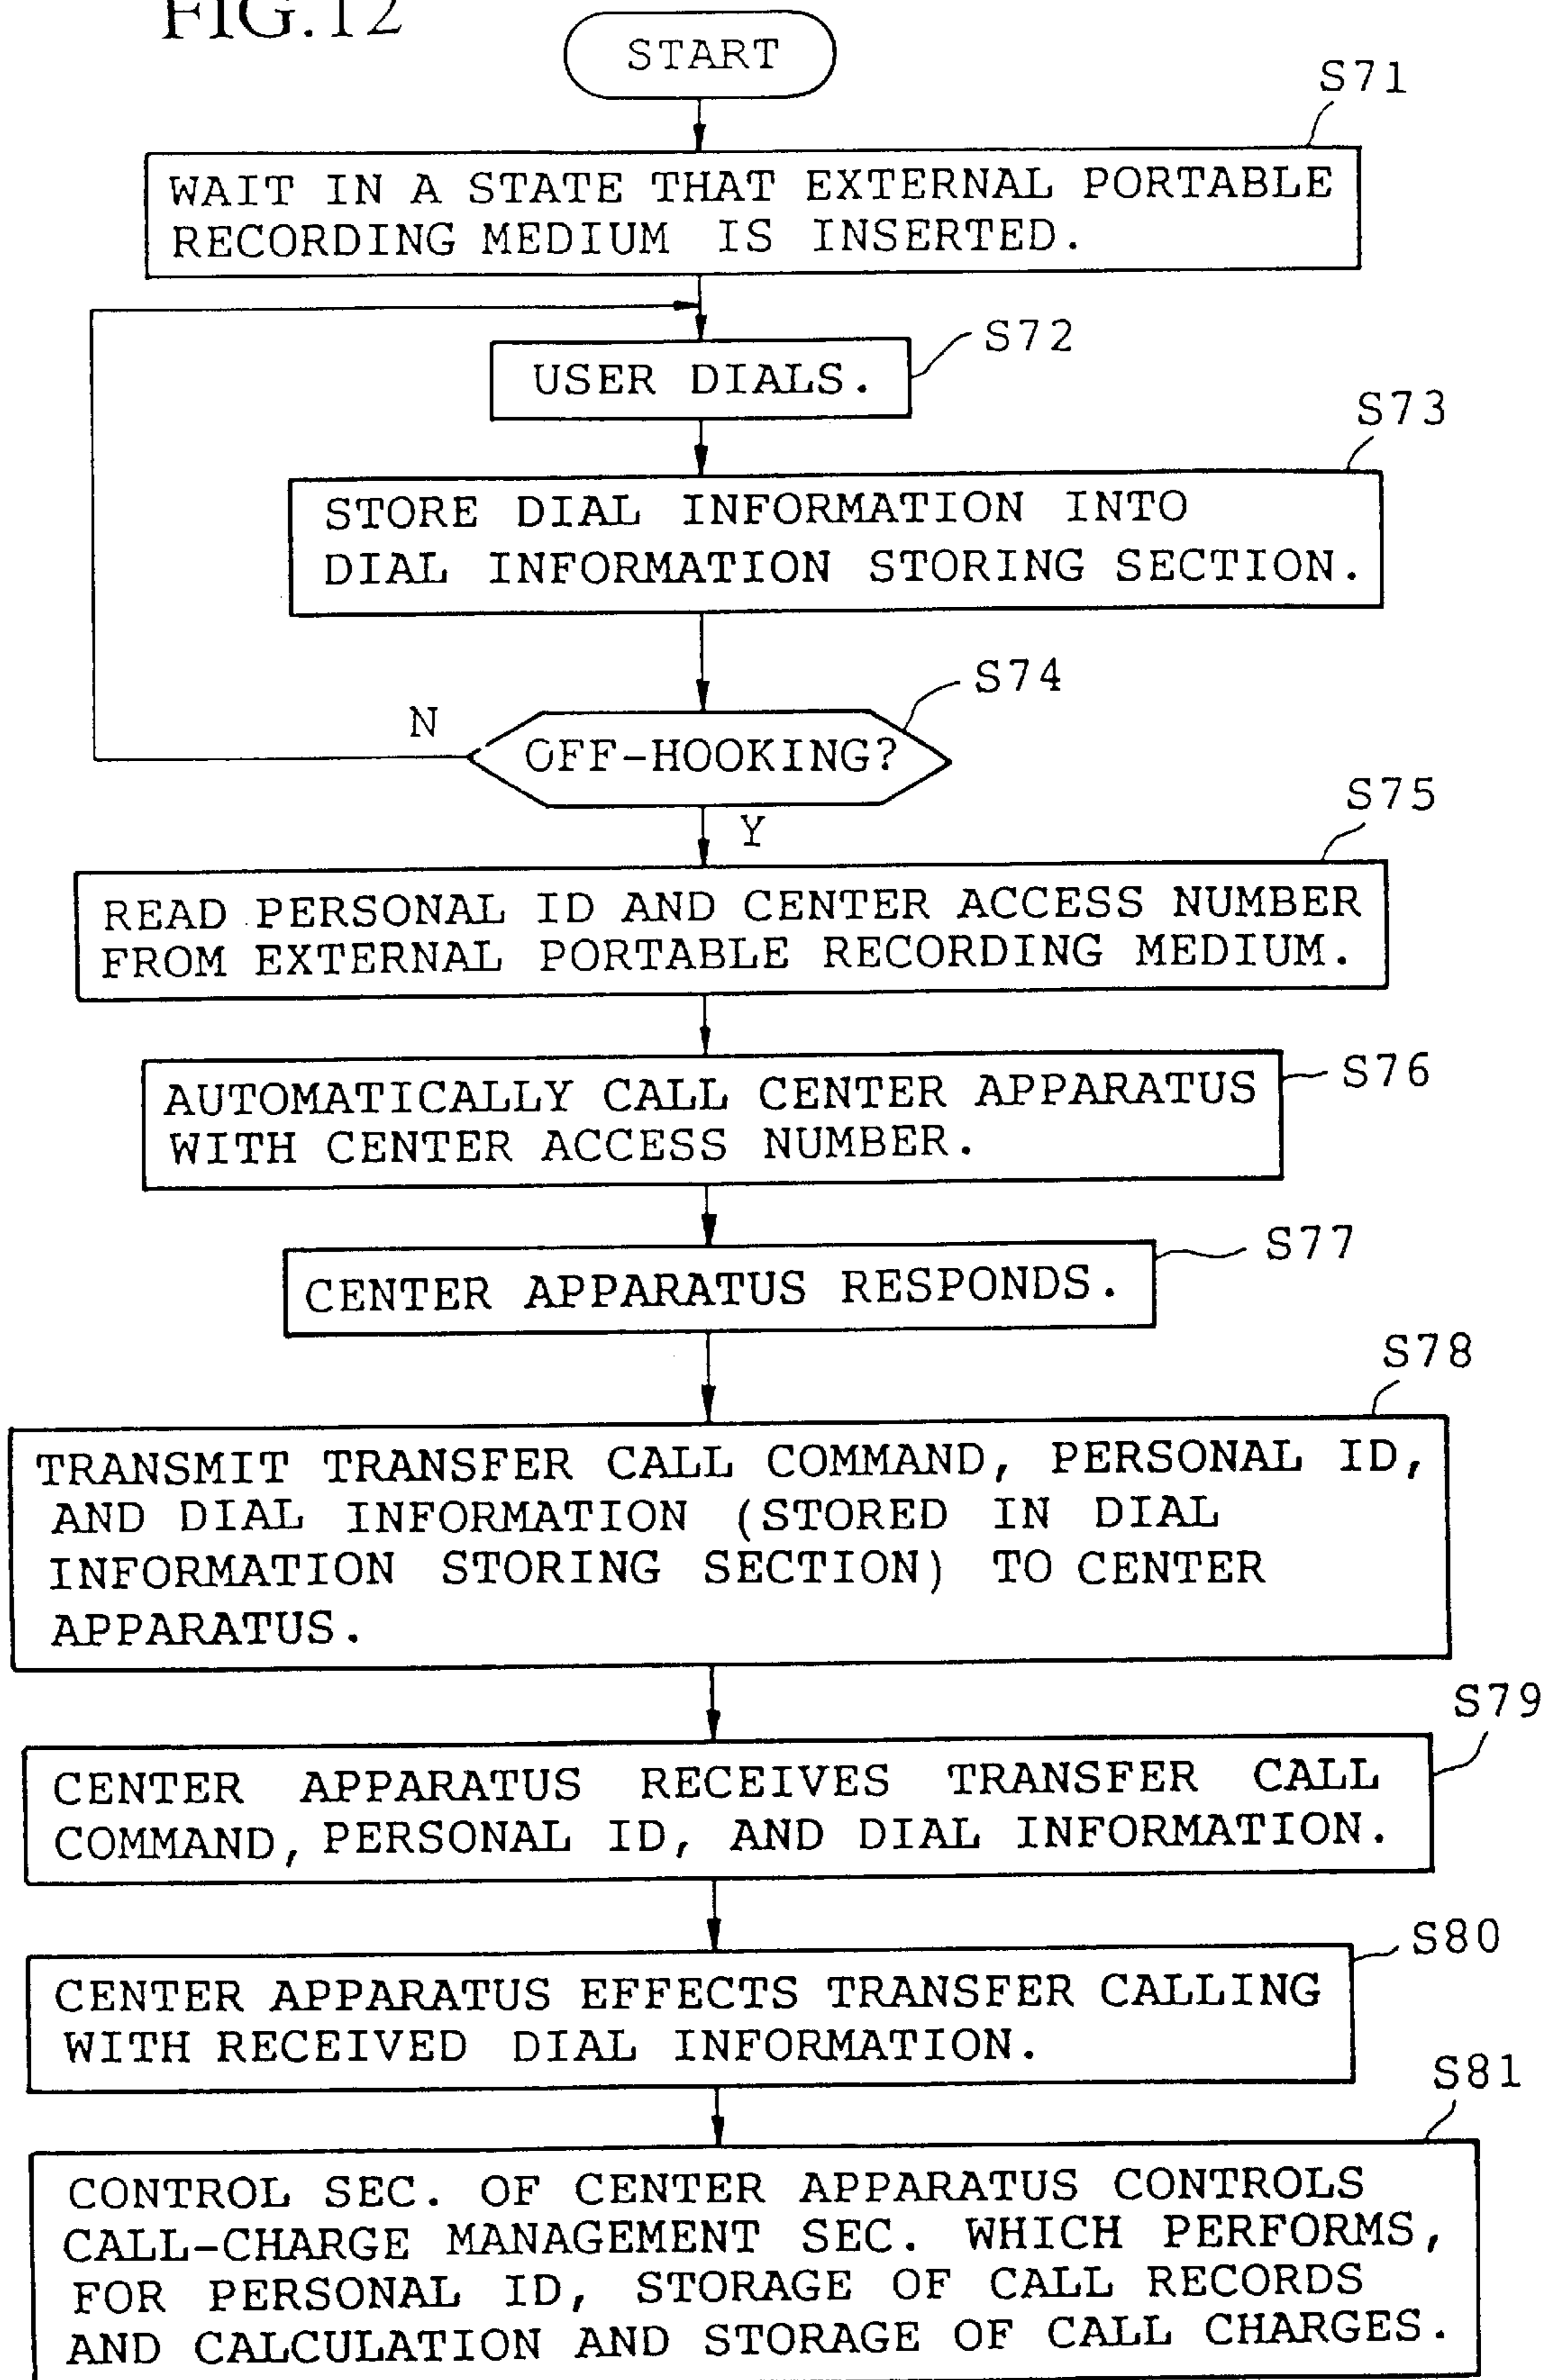 FIG.12
START
S71
WAIT IN A STATE THAT EXTERNAL PORTABLE
RECORDING MEDIUM IS INSERTED.
S72
USER DIALS.
S73
STORE DIAL INFORMATION INTO
DIAL INFORMATION STORING SECTION.
S74
N
OFF-HOOKING?
Y
S75
READ PERSONAL ID AND CENTER ACCESS NUMBER
FROM EXTERNAL PORTABLE RECORDING MEDIUM.
S76
AUTOMATICALLY CALL CENTER APPARATUS
WITH CENTER ACCESS NUMBER.
S77
CENTER APPARATUS RESPONDS.
S78
TRANSMIT TRANSFER CALL COMMAND, PERSONAL ID,
AND DIAL INFORMATION (STORED IN DIAL
INFORMATION STORING SECTION) TO CENTER
APPARATUS.
S79
CENTER APPARATUS RECEIVES TRANSFER CALL
COMMAND, PERSONAL ID, AND DIAL INFORMATION.
S80
CENTER APPARATUS EFFECTS TRANSFER CALLING
WITH RECEIVED DIAL INFORMATION.
S81
CONTROL SEC. OF CENTER APPARATUS CONTROLS
CALL-CHARGE MANAGEMENT SEC. WHICH PERFORMS,
FOR PERSONAL ID, STORAGE OF CALL RECORDS
AND CALCULATION AND STORAGE OF CALL CHARGES.